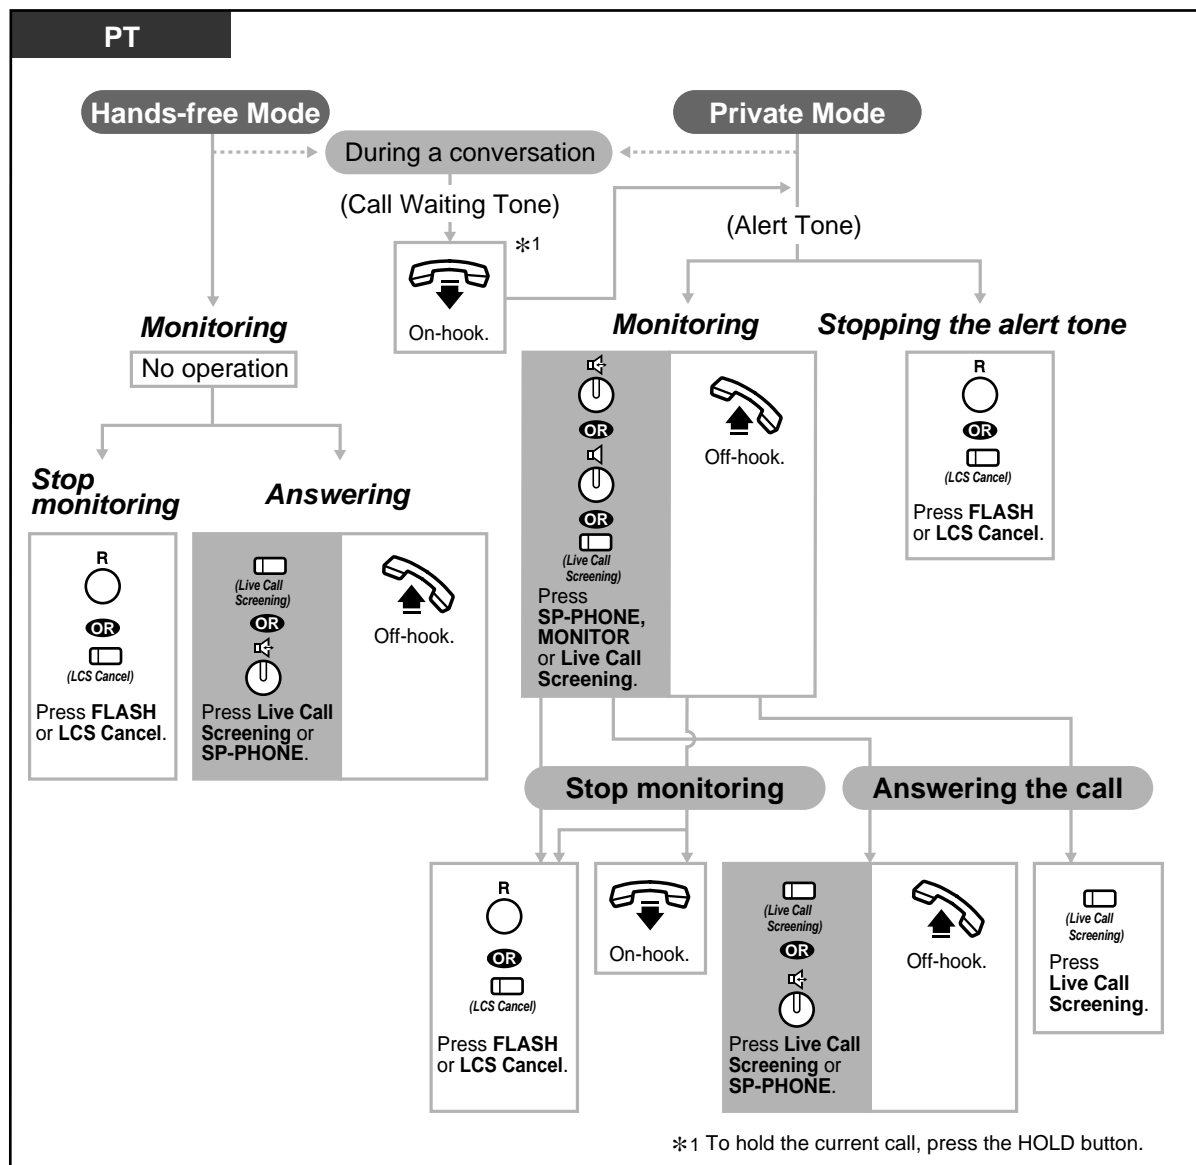 PT
Hands-free Mode
Private Mode
During a conversation
(Call Waiting Tone)
(Alert Tone)
✻1
On-hook.
Monitoring
No operation
Monitoring
Stopping the alert tone
OR
OR
(Live Call
Screening)
Press
SP-PHONE,
MONITOR
or Live Call
Screening.
Off-hook.
R
OR
(LCS Cancel)
Press FLASH
or LCS Cancel.
Stop
monitoring
Answering
R
OR
(LCS Cancel)
Press FLASH
or LCS Cancel.
(Live Call
Screening)
OR
Press Live Call
Screening or
SP-PHONE.
Off-hook.
Stop monitoring
Answering the call
R
OR
(LCS Cancel)
Press FLASH
or LCS Cancel.
On-hook.
(Live Call
Screening)
OR
Press Live Call
Screening or
SP-PHONE.
Off-hook.
(Live Call
Screening)
Press
Live Call
Screening.
✻1 To hold the current call, press the HOLD button.